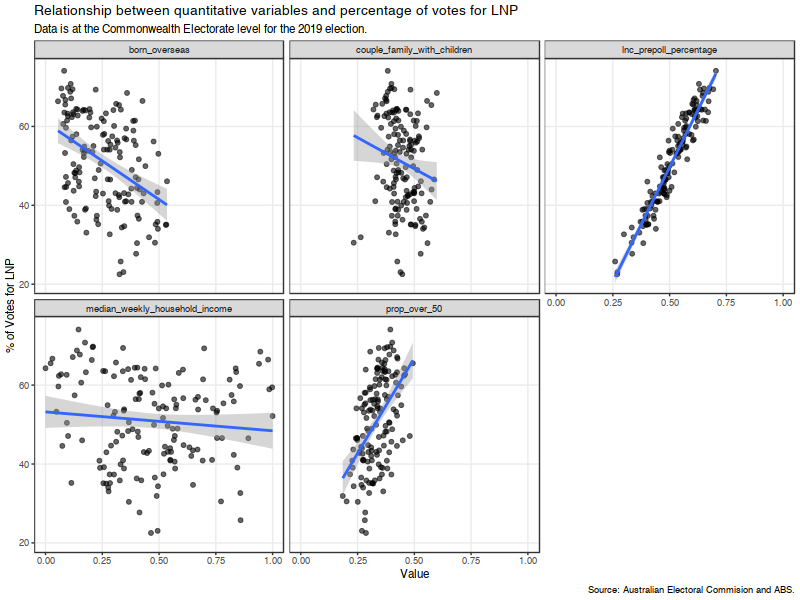 Relationship between quantitative variables and percentage of votes for LNP
Data is at the Commonwealth Electorate level for the 2019 election.
born_overseas
couple_family_with_children
lnc_prepoll_percentage
60
40
20
0.00 0.25 0.50 0.75 1.00
median_weekly_household_income
prop_over_50
60
40
20
0.00 0.25 0.50 0.75 1.00
0.00 0.25 0.50 0.75 1.00
% of Votes for LNP
Value
Source: Australian Electoral Commision and ABS.